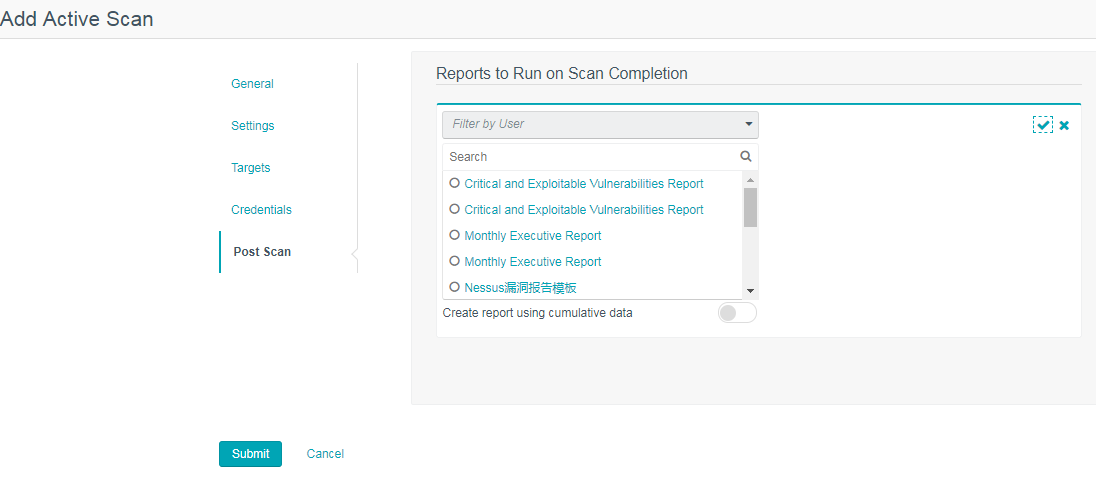 Add Active Scan
General
Settings
Targets
Credentials
Post Scan
Reports to Run on Scan Completion
Filter by User
Search
Critical and Exploitable Vulnerabilities Report
Critical and Exploitable Vulnerabilities Report
Monthly Executive Report
Monthly Executive Report
Nessus漏洞报告模板
Create report using cumulative data
Submit
Cancel